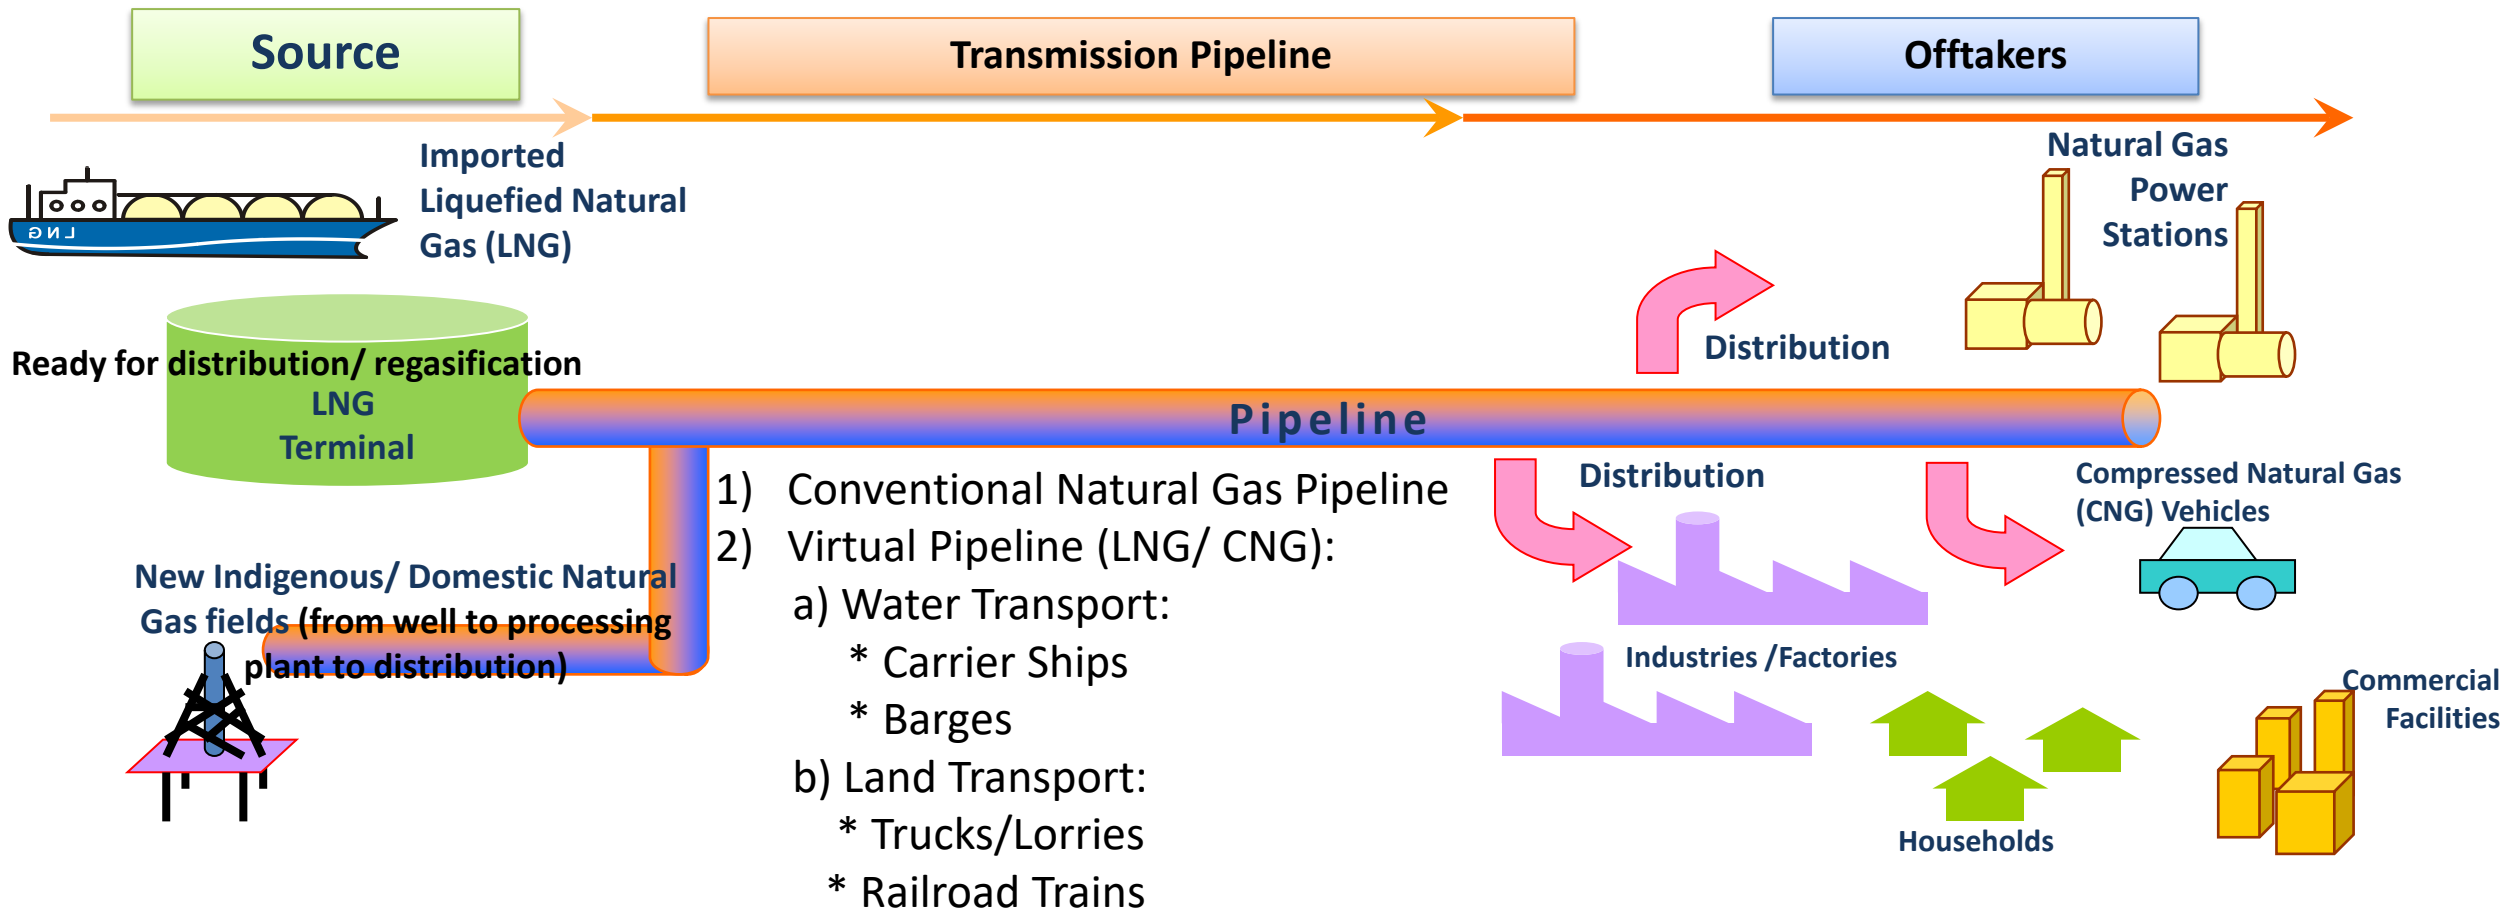 Source
Transmission Pipeline
Offtakers
Imported
Liquefied Natural
Gas (LNG)
LNG
Ready for distribution/ regasification
LNG
Terminal
New Indigenous/ Domestic Natural
Gas fields (from well to processing
plant to distribution)
Pipeline
1) Conventional Natural Gas Pipeline
2) Virtual Pipeline (LNG/ CNG):
a) Water Transport:
* Carrier Ships
* Barges
b) Land Transport:
* Trucks/Lorries
* Railroad Trains
Natural Gas
Power
Stations
Distribution
Distribution
Compressed Natural Gas
(CNG) Vehicles
Industries /Factories
Households
Commercial
Facilities